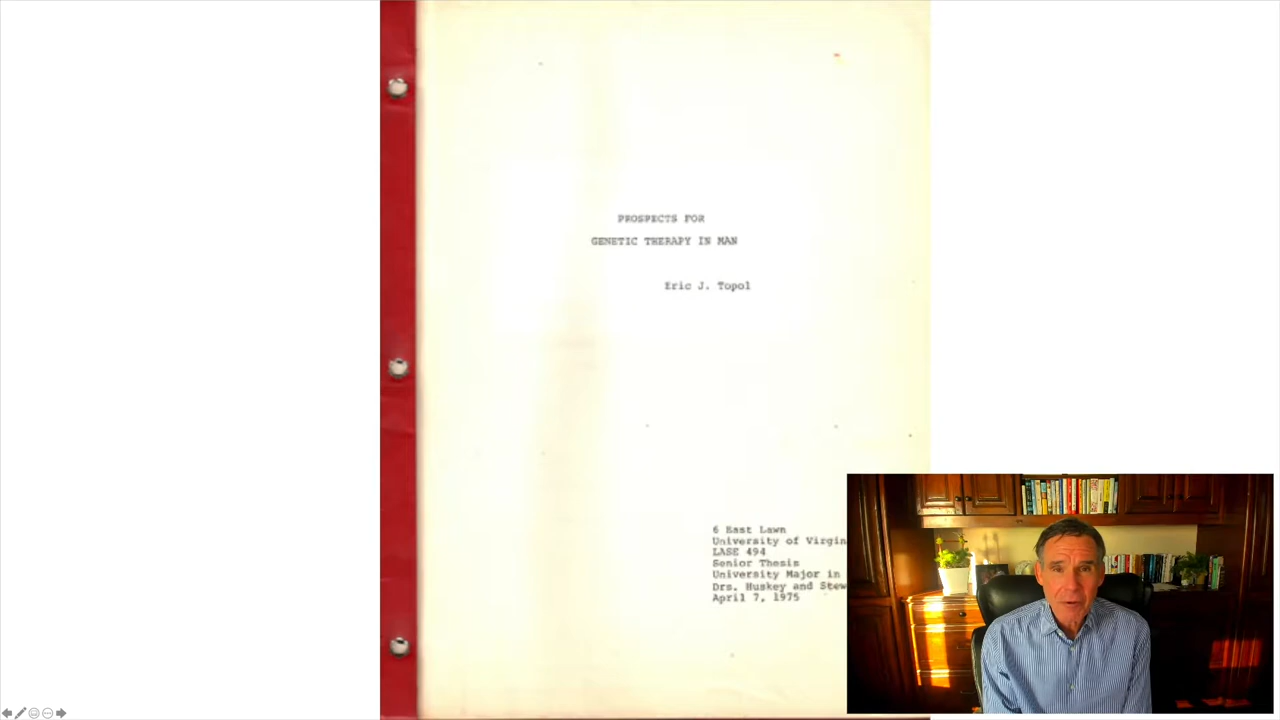 PROSPECTS FOR
GENETIC THERAPY IN MAN
Eric J. Topol
6 East Lawn
University of Virgin
LASE 494
Senior Thesis
University Major in
Drs. Huskey and Stew
April 7, 1975